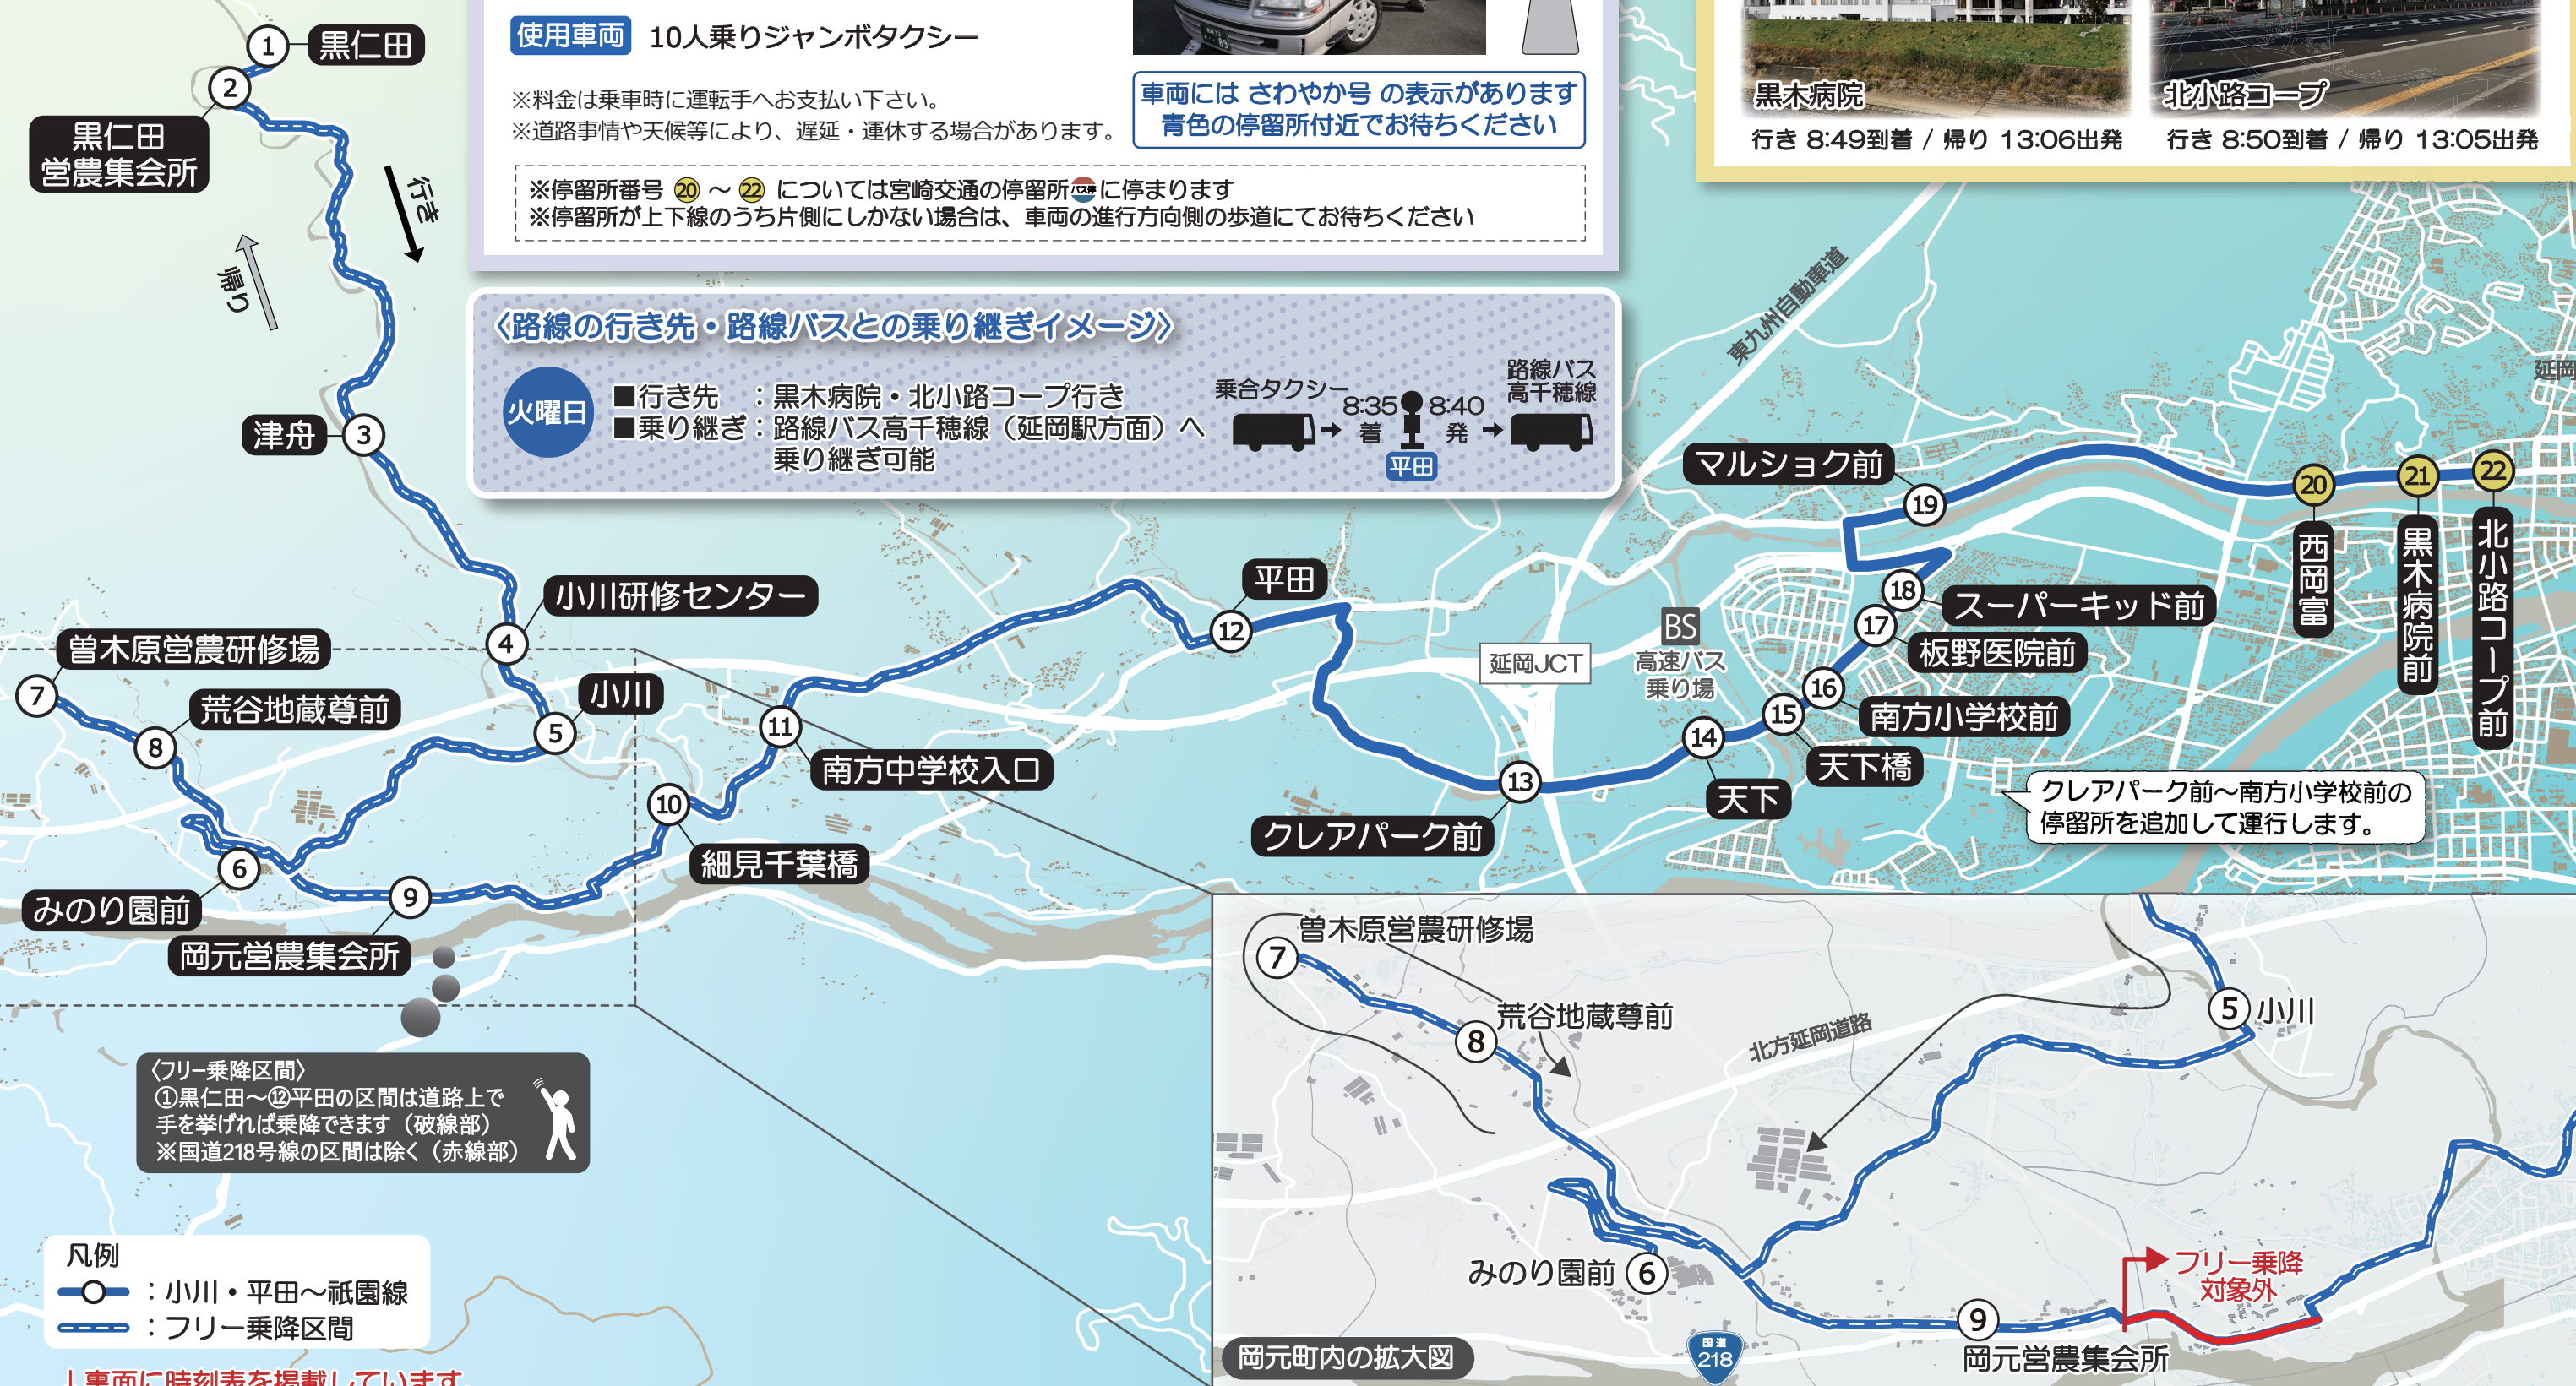 使用車両 10人乗りジャンボタクシー
※料金は乗車時に運転手へお支払い下さい。
※道路事情や天候等により、遅延・運休する場合があります。
車両には さわやか号 の表示があります
青色の停留所付近でお待ちください
※停留所番号 20 ～ 22 については宮崎交通の停留所 バス停 に停まります
※停留所が上下線のうち片側にしかない場合は、車両の進行方向側の歩道にてお待ちください
黒木病院
行き 8:49到着 / 帰り 13:06出発
北小路コープ
行き 8:50到着 / 帰り 13:05出発
〈路線の行き先・路線バスとの乗り継ぎイメージ〉
火曜日
■行き先 ：黒木病院・北小路コープ行き
■乗り継ぎ：路線バス高千穂線（延岡駅方面）へ
乗り継ぎ可能
乗合タクシー
8:35
着
平田
8:40
発
路線バス
高千穂線
行き
帰り
1 黒仁田
2
黒仁田
営農集会所
津舟 3
4 小川研修センター
5 小川
みのり園前 6
7 曽木原営農研修場
8 荒谷地蔵尊前
岡元営農集会所 9
10 細見千葉橋
11 南方中学校入口
12 平田
13 クレアパーク前
14 天下
15 天下橋
16 南方小学校前
17 板野医院前
18 スーパーキッド前
19 マルショク前
20 西岡富
21 黒木病院前
22 北小路コープ前
東九州自動車道
延岡
延岡JCT
BS
高速バス
乗り場
クレアパーク前～南方小学校前の
停留所を追加して運行します。
〈フリー乗降区間〉
①黒仁田～⑫平田の区間は道路上で
手を挙げれば乗降できます（破線部）
※国道218号線の区間は除く（赤線部）
凡例
：小川・平田～祇園線
：フリー乗降区間
裏面に時刻表を掲載しています。
7 曽木原営農研修場
8 荒谷地蔵尊前
北方延岡道路
5 小川
みのり園前 6
9
岡元営農集会所
フリー乗降
対象外
国道
218
岡元町内の拡大図